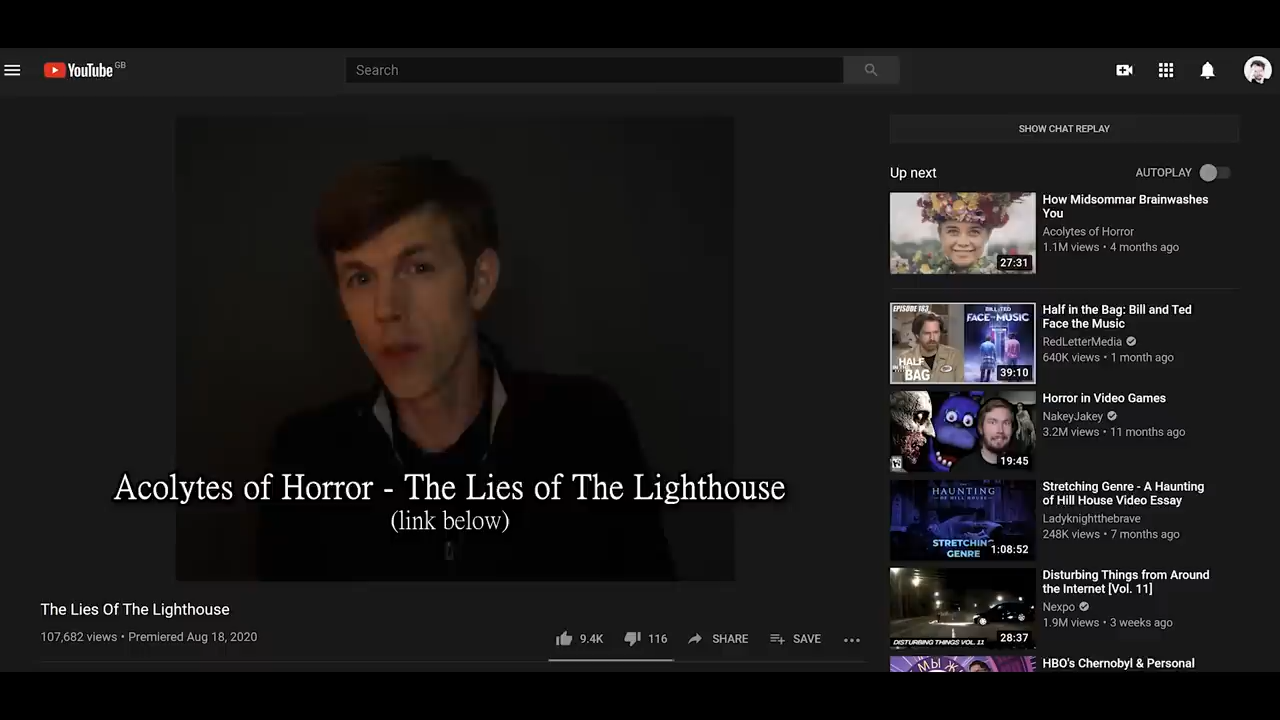 YouTube GB
Search
SHOW CHAT REPLAY
Up next
AUTOPLAY
How Midsommar Brainwashes
You
Acolytes of Horror
1.1M views • 4 months ago
27:31
EPISODE 183
BILL & TED
FACE THE MUSIC
HALF
IN THE
BAG
39:10
Half in the Bag: Bill and Ted
Face the Music
RedLetterMedia
640K views • 1 month ago
19:45
Horror in Video Games
NakeyJakey
3.2M views • 11 months ago
HAUNTING
OF HILL HOUSE
STRETCHING
GENRE
1:08:52
Stretching Genre - A Haunting
of Hill House Video Essay
Ladyknightthebrave
248K views • 7 months ago
DISTURBING THINGS VOL. 11
28:37
Disturbing Things from Around
the Internet [Vol. 11]
Nexpo
1.9M views • 3 weeks ago
HBO's Chernobyl & Personal
Acolytes of Horror - The Lies of The Lighthouse
(link below)
The Lies Of The Lighthouse
107,682 views • Premiered Aug 18, 2020
9.4K
116
SHARE
SAVE